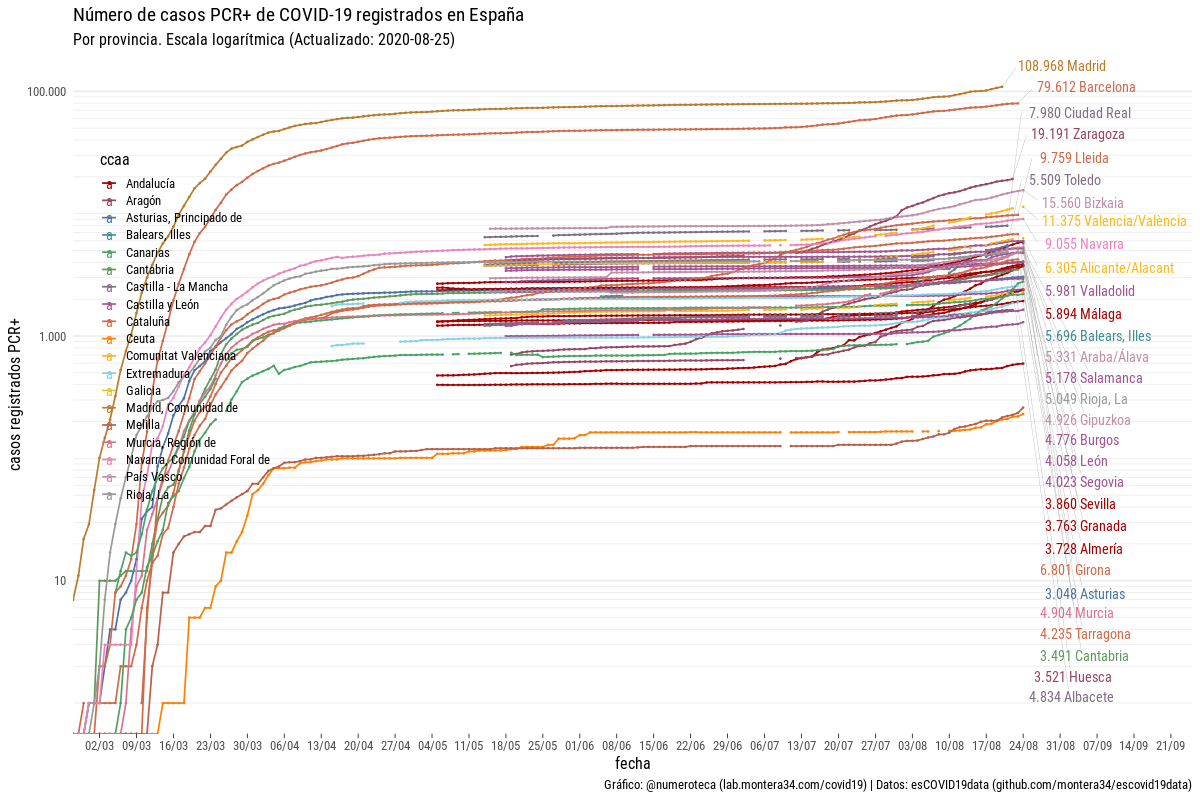 Número de casos PCR+ de COVID-19 registrados en España
Por provincia. Escala logarítmica (Actualizado: 2020-08-25)
108.968 Madrid
79.612 Barcelona
7.980 Ciudad Real
19.191 Zaragoza
9.759 Lleida
5.509 Toledo
15.560 Bizkaia
11.375 Valencia/València
9.055 Navarra
6.305 Alicante/Alacant
5.981 Valladolid
5.894 Málaga
5.696 Balears, Illes
5.331 Araba/Álava
5.178 Salamanca
5.049 Rioja, La
4.926 Gipuzkoa
4.776 Burgos
4.058 León
4.023 Segovia
3.860 Sevilla
3.763 Granada
3.728 Almería
6.801 Girona
3.048 Asturias
4.904 Murcia
4.235 Tarragona
3.491 Cantabria
3.521 Huesca
4.834 Albacete
100.000
1.000
10
casos registrados PCR+
ccaa
Andalucía
Aragón
Asturias, Principado de
Balears, Illes
Canarias
Cantabria
Castilla - La Mancha
Castilla y León
Cataluña
Ceuta
Comunitat Valenciana
Extremadura
Galicia
Madrid, Comunidad de
Melilla
Murcia, Región de
Navarra, Comunidad Foral de
País Vasco
Rioja, La
02/03 09/03 16/03 23/03 30/03 06/04 13/04 20/04 27/04 04/05 11/05 18/05 25/05 01/06 08/06 15/06 22/06 29/06 06/07 13/07 20/07 27/07 03/08 10/08 17/08 24/08 31/08 07/09 14/09 21/09
fecha
Gráfico: @numeroteca (lab.montera34.com/covid19) | Datos: esCOVID19data (github.com/montera34/escovid19data)